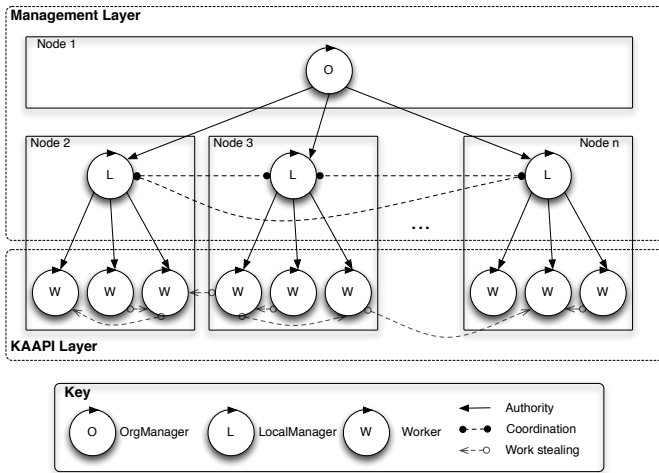 Management Layer
Node 1
O
Node 2
Node 3
Node n
L
L
L
...
W
W
W
W
W
W
W
W
W
KAAPI Layer
Key
O OrgManager
L LocalManager
W Worker
Authority
Coordination
Work stealing